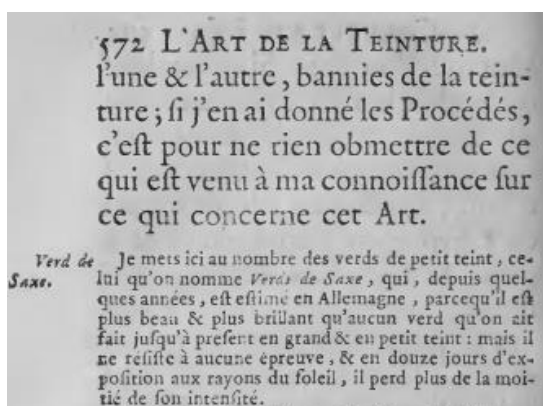 572 L'ART DE LA TEINTURE.
l'une & l'autre, bannies de la tein-
ture ; ſi j'en ai donné les Procédés,
c'eſt pour ne rien obmettre de ce
qui eſt venu à ma connoiſſance ſur
ce qui concerne cet Art.
Verd de Saxe.
Je mets ici au nombre des verds de petit teint, ce-
lui qu'on nomme Verds de Saxe, qui, depuis quel-
ques années, eſt eſtimé en Allemagne, parcequ'il eſt
plus beau & plus brillant qu'aucun verd qu'on ait
fait juſqu'à preſent en grand & en petit teint : mais il
ne réſiſte à aucune épreuve, & en douze jours d'ex-
poſition aux rayons du ſoleil, il perd plus de la moi-
tié de ſon intenſité.